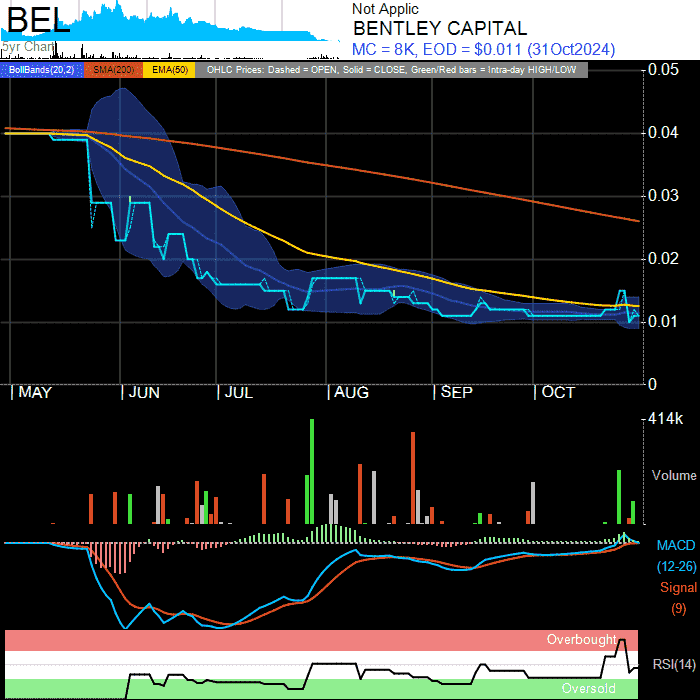 BEL
5yr Chart
Not Applic
BENTLEY CAPITAL
MC = 8K, EOD = $0.011 (31Oct2024)
BollBands(20,2) SMA(200) EMA(50) OHLC Prices: Dashed = OPEN, Solid = CLOSE, Green/Red bars = Intra-day HIGH/LOW
0.05
0.04
0.03
0.02
0.01
0
MAY JUN JUL AUG SEP OCT
414k
Volume
MACD
(12-26)
Signal
(9)
Overbought
RSI(14)
Oversold